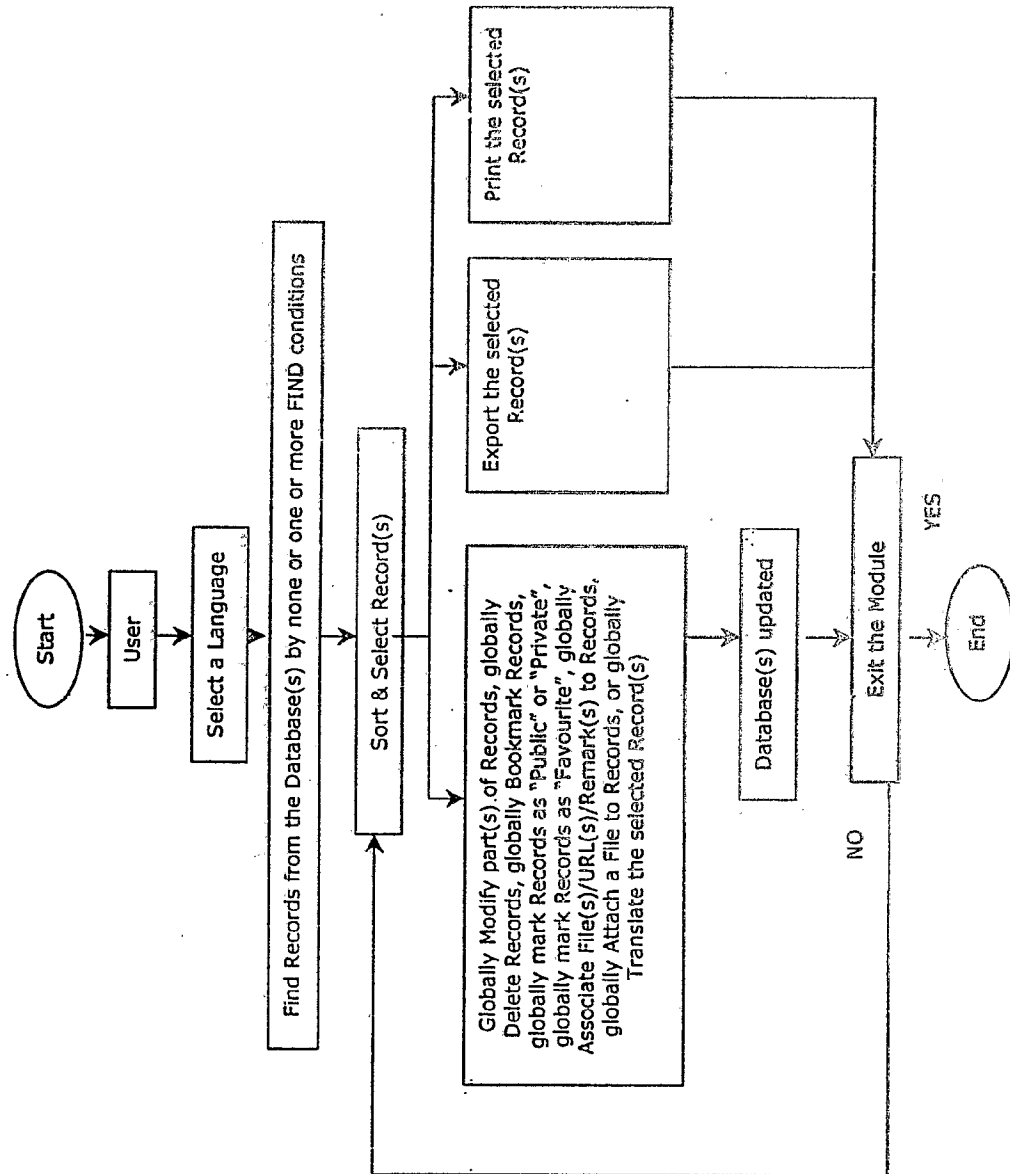 Start
User
Select a Language
Find Records from the Database(s) by none or one or more FIND conditions
Sort & Select Record(s)
Globally Modify part(s) of Records, globally
Delete Records, globally Bookmark Records,
globally mark Records as "Public" or "Private",
globally mark Records as "Favourite", globally
Associate File(s)/URL(s)/Remark(s) to Records,
globally Attach a File to Records, or globally
Translate the selected Record(s)
Export the selected
Record(s)
Print the selected
Record(s)
Database(s) updated
Exit the Module
NO
YES
End